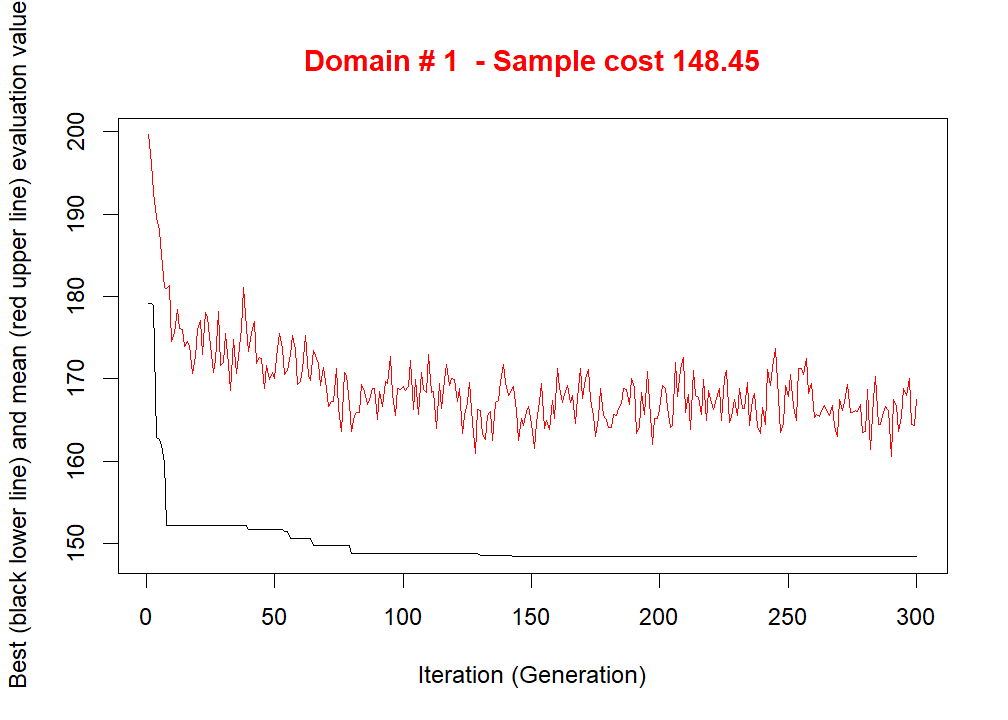 Domain # 1  - Sample cost 148.45
Best (black lower line) and mean (red upper line) evaluation value
200
190
180
170
160
150
0 50 100 150 200 250 300
Iteration (Generation)